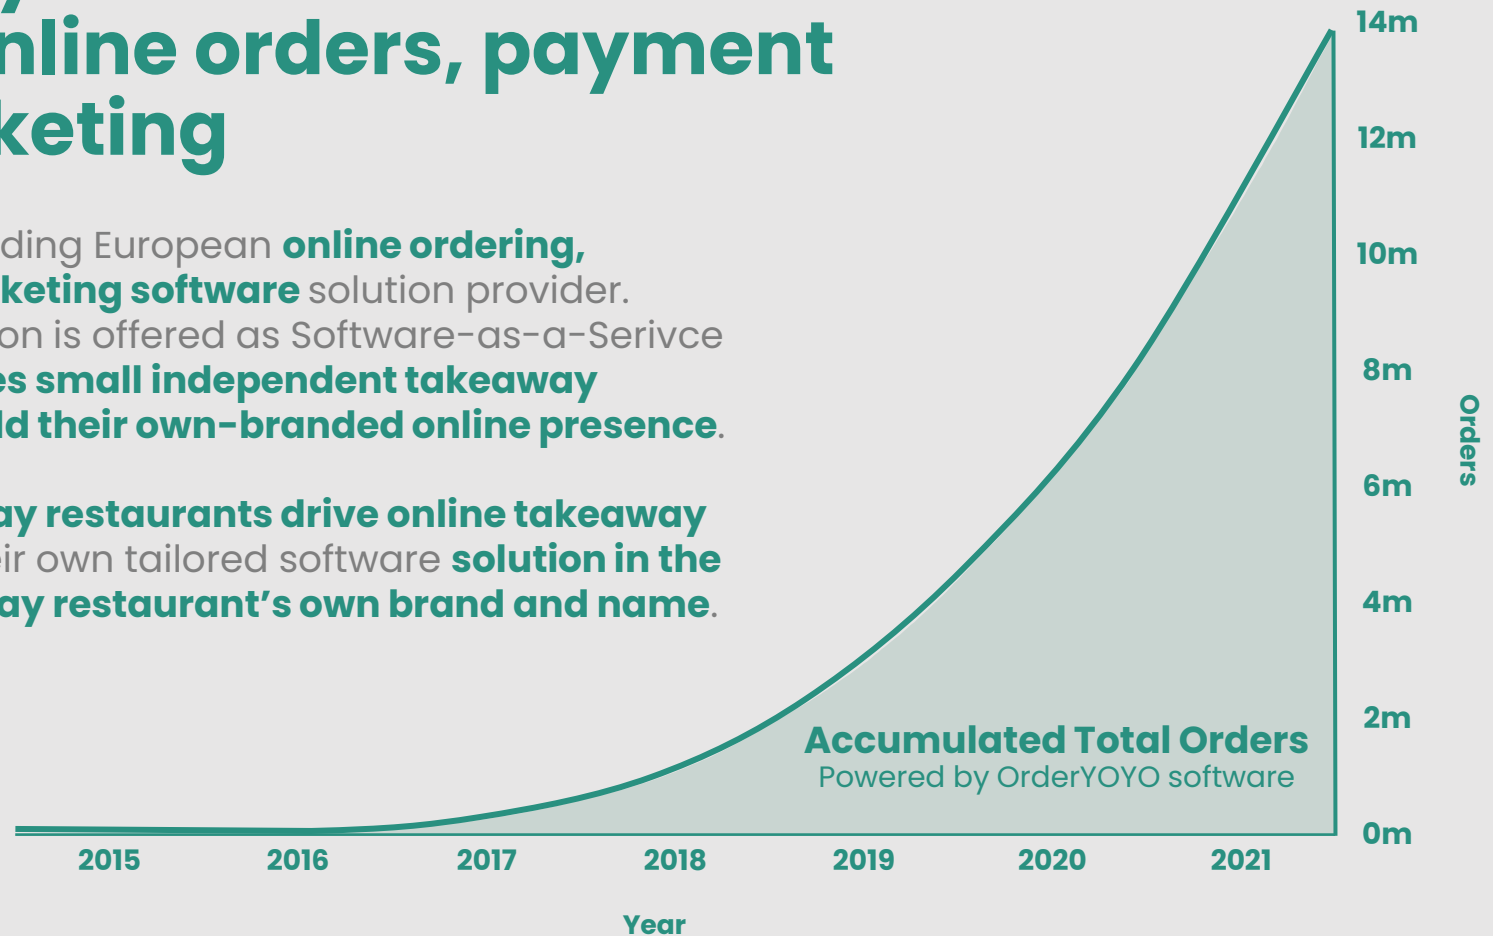 nline orders, payment
keting
ding European online ordering,
keting software solution provider.
on is offered as Software-as-a-Serivce
es small independent takeaway
ld their own-branded online presence.
ay restaurants drive online takeaway
eir own tailored software solution in the
ay restaurant’s own brand and name.
14m
12m
10m
8m
6m
4m
2m
0m
Orders
Accumulated Total Orders
Powered by OrderYOYO software
2015 2016 2017 2018 2019 2020 2021
Year